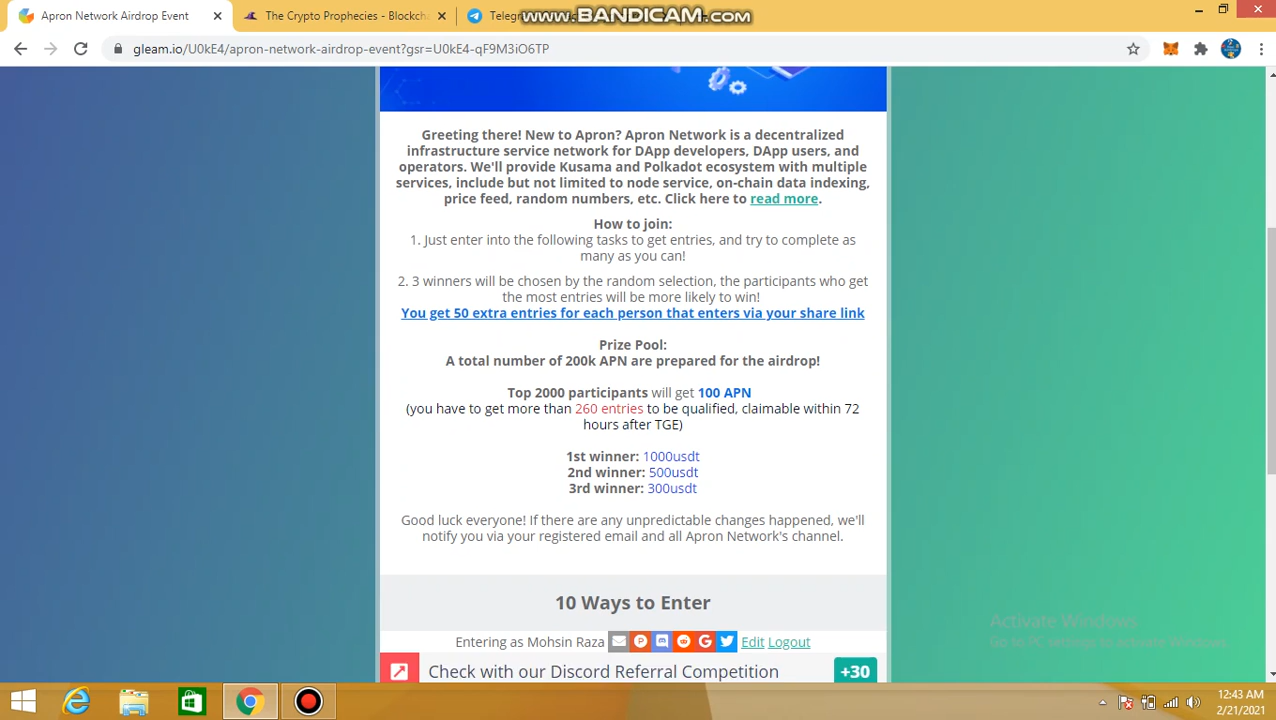 Apron Network Airdrop Event
The Crypto Prophecies - Blockcha
Telegr
www.BANDICAM.com
gleam.io/U0kE4/apron-network-airdrop-event?gsr=U0kE4-qF9M3iO6TP
Greeting there! New to Apron? Apron Network is a decentralized
infrastructure service network for DApp developers, DApp users, and
operators. We'll provide Kusama and Polkadot ecosystem with multiple
services, include but not limited to node service, on-chain data indexing,
price feed, random numbers, etc. Click here to read more.
How to join:
1. Just enter into the following tasks to get entries, and try to complete as
many as you can!
2. 3 winners will be chosen by the random selection, the participants who get
the most entries will be more likely to win!
You get 50 extra entries for each person that enters via your share link
Prize Pool:
A total number of 200k APN are prepared for the airdrop!
Top 2000 participants will get 100 APN
(you have to get more than 260 entries to be qualified, claimable within 72
hours after TGE)
1st winner: 1000usdt
2nd winner: 500usdt
3rd winner: 300usdt
Good luck everyone! If there are any unpredictable changes happened, we'll
notify you via your registered email and all Apron Network's channel.
10 Ways to Enter
Activate Windows
Go to PC settings to activate Windows.
Entering as Mohsin Raza Edit Logout
Check with our Discord Referral Competition +30
12:43 AM
2/21/2021